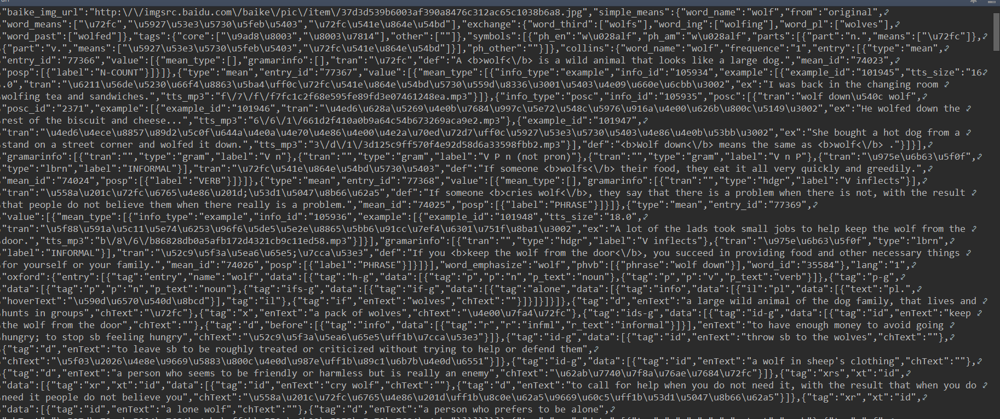 "baike_img_url":"http:\/\/imgsrc.baidu.com\/baike\/pic\/item\/37d3d539b6003af390a8476c312ac65c1038b6a8.jpg","simple_means":{"word_name":"wolf","from":"original",
"word_means":["\u72fc","\u5927\u53e3\u5730\u5feb\u5403","\u72fc\u541e\u864e\u54bd"],"exchange":{"word_third":["wolfs"],"word_ing":["wolfing"],"word_pl":["wolves"],
"word_past":["wolfed"]},"tags":{"core":["\u9ad8\u8003","\u8003\u7814"],"other":[""]},"symbols":[{"ph_en":"w\u028alf","ph_am":"w\u028alf","parts":[{"part":"n.","means":["\u72fc"]},
{"part":"v.","means":["\u5927\u53e3\u5730\u5feb\u5403","\u72fc\u541e\u864e\u54bd"]}],"ph_other":""}]},"collins":{"word_name":"wolf","frequence":"1","entry":[{"type":"mean",
"entry_id":"77366","value":[{"mean_type":[],"gramarinfo":[],"tran":"\u72fc","def":"A <b>wolf<\/b> is a wild animal that looks like a large dog.","mean_id":"74023",
"posp":[{"label":"N-COUNT"}]}]},{"type":"mean","entry_id":"77367","value":[{"mean_type":[{"info_type":"example","info_id":"105934","example":[{"example_id":"101945","tts_size":"16
.0","tran":"\u6211\u56de\u5230\u66f4\u8863\u5ba4\uff0c\u72fc\u541e\u864e\u54bd\u5730\u559d\u8336\u3001\u5403\u4e09\u660e\u6cbb\u3002","ex":"I was back in the changing room
wolfing tea and sandwiches.","tts_mp3":"f\/7\/f\/f7fc1c2f68e595fe89fd3e07461248ea.mp3"}]},{"info_type":"posc","info_id":"105935","posc":[{"tran":"wolf down\u540c wolf",
"posc_id":"2371","example":[{"example_id":"101946","tran":"\u4ed6\u628a\u5269\u4e0b\u7684\u997c\u5e72\u548c\u5976\u916a\u4e00\u626b\u800c\u5149\u3002","ex":"He wolfed down the
rest of the biscuit and cheese...","tts_mp3":"6\/6\/1\/661d2f410a0b9a64c54b673269aca9e2.mp3"},{"example_id":"101947",
"tran":"\u4ed6\u4ece\u8857\u89d2\u5c0f\u644a\u4e0a\u4e70\u4e86\u4e00\u4e2a\u70ed\u72d7\uff0c\u5927\u53e3\u5730\u5403\u4e86\u4e0b\u53bb\u3002","ex":"She bought a hot dog from a
stand on a street corner and wolfed it down.","tts_mp3":"3\/d\/1\/3d125c9ff570f4e92d58d6a33598fbb2.mp3"}],"def":"<b>Wolf down<\/b> means the same as <b>wolf<\/b> ."}]}],
"gramarinfo":[{"tran":"","type":"gram","label":"V n"},{"tran":"","type":"gram","label":"V P n (not pron)"},{"tran":"","type":"gram","label":"V n P"},{"tran":"\u975e\u6b63\u5f0f",
"type":"lbrn","label":"INFORMAL"}],"tran":"\u72fc\u541e\u864e\u54bd\u5730\u5403","def":"If someone <b>wolfs<\/b> their food, they eat it all very quickly and greedily.",
"mean_id":"74024","posp":[{"label":"VERB"}]}]},{"type":"mean","entry_id":"77368","value":[{"mean_type":[],"gramarinfo":[{"tran":"","type":"hdgr","label":"V inflects"}],
"tran":"\u558a\u201c\u72fc\u6765\u4e86\u201d;\u53d1\u5047\u8b66\u62a5","def":"If someone <b>cries wolf<\/b>, they say that there is a problem when there is not, with the result
that people do not believe them when there really is a problem.","mean_id":"74025","posp":[{"label":"PHRASE"}]}]},{"type":"mean","entry_id":"77369",
"value":[{"mean_type":[{"info_type":"example","info_id":"105936","example":[{"example_id":"101948","tts_size":"18.0",
"tran":"\u5f88\u591a\u5c11\u5e74\u6253\u96f6\u5de5\u5e2e\u8865\u5bb6\u91cc\u7ef4\u6301\u751f\u8ba1\u3002","ex":"A lot of the lads took small jobs to help keep the wolf from the
door.","tts_mp3":"b\/8\/6\/b86828db0a5afb172d4321cb9c11ed58.mp3"}]}],"gramarinfo":[{"tran":"","type":"hdgr","label":"V inflects"},{"tran":"\u975e\u6b63\u5f0f","type":"lbrn",
"label":"INFORMAL"}],"tran":"\u52c9\u5f3a\u5ea6\u65e5;\u7cca\u53e3","def":"If you <b>keep the wolf from the door<\/b>, you succeed in providing food and other necessary things
for yourself or your family.","mean_id":"74026","posp":[{"label":"PHRASE"}]}]}],"word_emphasize":"wolf","phvb":[{"phrase":"wolf down"}],"word_id":"35584"},"lang":"1",
"oxford":{"entry":[{"tag":"entry","name":"wolf","data":[{"tag":"h-g","data":[{"tag":"p","p":"n","p_text":"noun"},{"tag":"p","p":"v","p_text":"verb"}]},{"tag":"p-g",
"data":[{"tag":"p","p":"n","p_text":"noun"},{"tag":"ifs-g","data":[{"tag":"if-g","data":[{"tag":"alone","data":[{"tag":"info","data":[{"il":"pl","data":[{"text":"pl.",
"hoverText":"\u590d\u6570\u540d\u8bcd"}],"tag":"il"},{"tag":"if","enText":"wolves","chText":""}]}]}]}]},{"tag":"d","enText":"a large wild animal of the dog family, that lives and
hunts in groups","chText":"\u72fc"},{"tag":"x","enText":"a pack of wolves","chText":"\u4e00\u7fa4\u72fc"},{"tag":"ids-g","data":[{"tag":"id-g","data":[{"tag":"id","enText":"keep
the wolf from the door","chText":""},{"tag":"d","before":[{"tag":"info","data":[{"tag":"r","r":"infml","r_text":"informal"}]}],"enText":"to have enough money to avoid going
hungry; to stop sb feeling hungry","chText":"\u52c9\u5f3a\u5ea6\u65e5\uff1b\u7cca\u53e3"}]},{"tag":"id-g","data":[{"tag":"id","enText":"throw sb to the wolves","chText":""},
{"tag":"d","enText":"to leave sb to be roughly treated or criticized without trying to help or defend them",
"chText":"\u5f03\u2026\u4e8e\u9669\u5883\u800c\u4e0d\u987e\uff1b\u89c1\u6b7b\u4e0d\u6551"}]},{"tag":"id-g","data":[{"tag":"id","enText":"a wolf in sheep's clothing","chText":""},
{"tag":"d","enText":"a person who seems to be friendly or harmless but is really an enemy","chText":"\u62ab\u7740\u7f8a\u76ae\u7684\u72fc"}]},{"tag":"xrs","xt":"id",
"data":[{"tag":"xr","xt":"id","data":[{"tag":"id","enText":"cry wolf","chText":""},{"tag":"d","enText":"to call for help when you do not need it, with the result that when you do
need it people do not believe you","chText":"\u558a\u201c\u72fc\u6765\u4e86\u201d\uff1b\u8c0e\u62a5\u9669\u60c5\uff1b\u53d1\u5047\u8b66\u62a5"}]},{"tag":"xr","xt":"id",
"data":[{"tag":"id","enText":"a lone wolf","chText":""},{"tag":"d","enText":"a person who prefers to be alone",